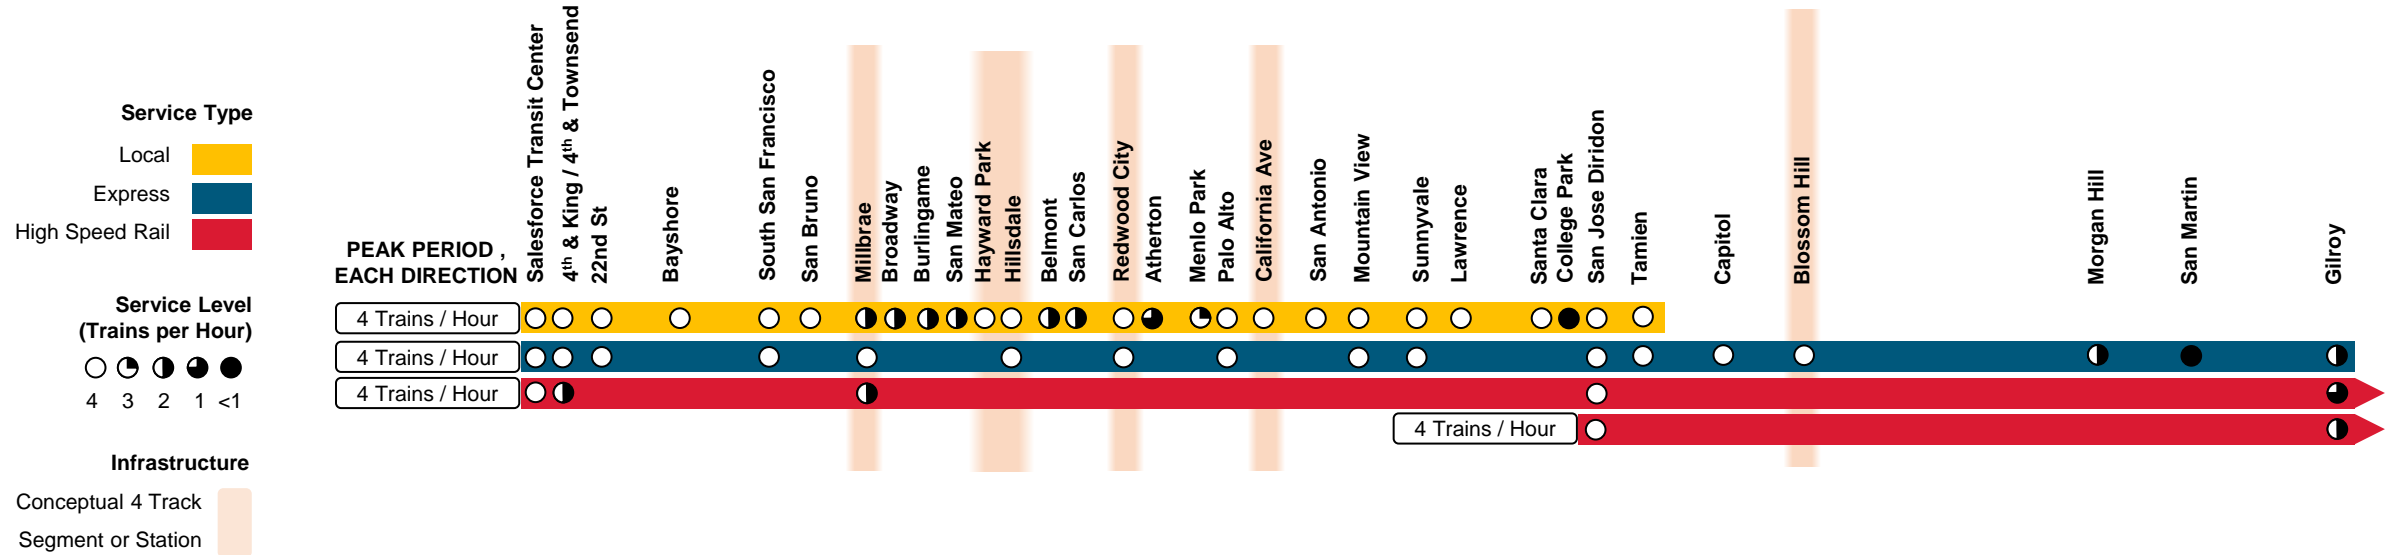 Service Type
Local
Express
High Speed Rail
Service Level
(Trains per Hour)
4 3 2 1 <1
Infrastructure
Conceptual 4 Track
Segment or Station
PEAK PERIOD ,
EACH DIRECTION
Salesforce Transit Center
4th & King / 4th & Townsend
22nd St
Bayshore
South San Francisco
San Bruno
Millbrae
Broadway
Burlingame
San Mateo
Hayward Park
Hillsdale
Belmont
San Carlos
Redwood City
Atherton
Menlo Park
Palo Alto
California Ave
San Antonio
Mountain View
Sunnyvale
Lawrence
Santa Clara
College Park
San Jose Diridon
Tamien
Capitol
Blossom Hill
Morgan Hill
San Martin
Gilroy
4 Trains / Hour
4 Trains / Hour
4 Trains / Hour
4 Trains / Hour